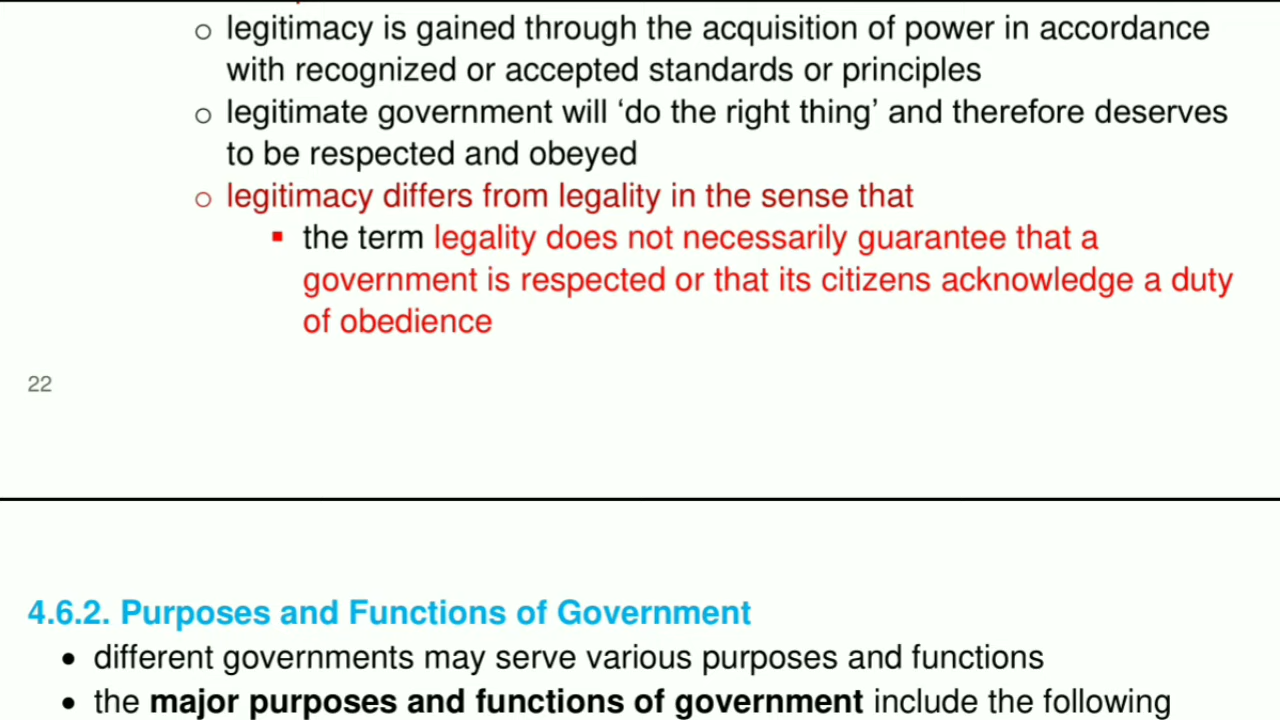 ○ legitimacy is gained through the acquisition of power in accordance
with recognized or accepted standards or principles
○ legitimate government will ‘do the right thing’ and therefore deserves
to be respected and obeyed
○ legitimacy differs from legality in the sense that
▪ the term legality does not necessarily guarantee that a
government is respected or that its citizens acknowledge a duty
of obedience
22
4.6.2. Purposes and Functions of Government
• different governments may serve various purposes and functions
• the major purposes and functions of government include the following